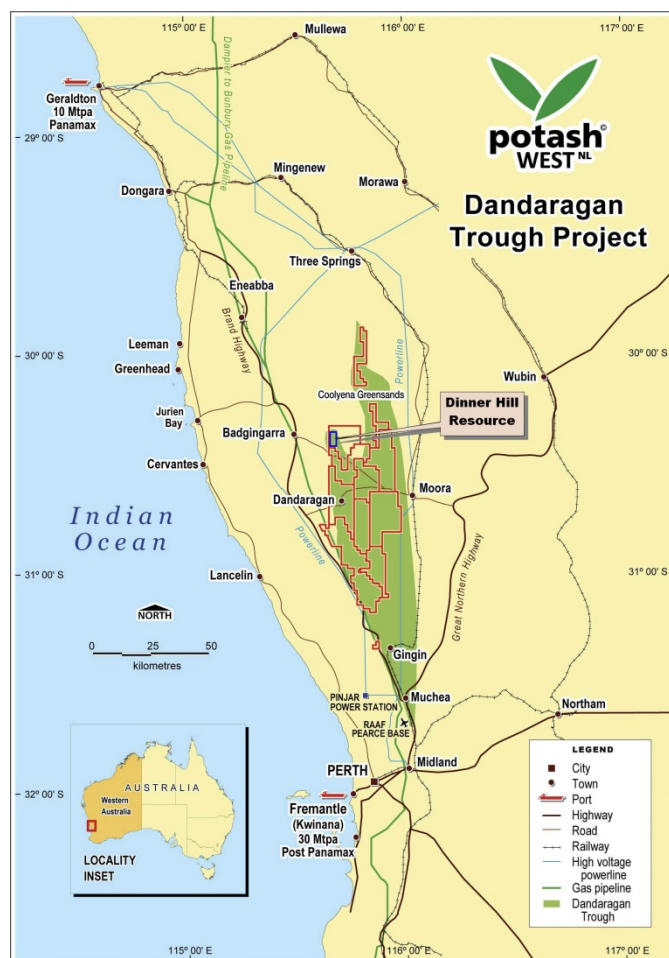 115º 00' E
116º 00' E
117º 00' E
Mullewa
Geraldton
10 Mtpa
Panamax
Dampier to Bunbury Gas Pipeline
potash©
WEST NL
Dandaragan
Trough Project
29º 00' S
Mingenew
Morawa
Dongara
Three Springs
Eneabba
Brand Highway
Leeman
Greenhead
30º 00' S
30º 00' S
Powerline
Wubin
Coolyena Greensands
Dinner Hill
Resource
Jurien
Bay
Badgingarra
Cervantes
Moora
Dandaragan
Indian
Ocean
Powerline
Great Northern Highway
Lancelin
31º 00' S
31º 00' S
NORTH
0
25
50
kilometres
Gingin
PINJAR
POWER STATION
Muchea
Northam
RAAF
PEARCE BASE
PERTH
Midland
32º 00' S
Fremantle
(Kwinana)
30 Mtpa
Post Panamax
AUSTRALIA
Western
Australia
LOCALITY
INSET
LEGEND
City
Town
Port
Highway
Road
Railway
High voltage
powerline
Gas pipeline
Dandaragan
Trough
115º 00' E
116º 00' E
117º 00' E